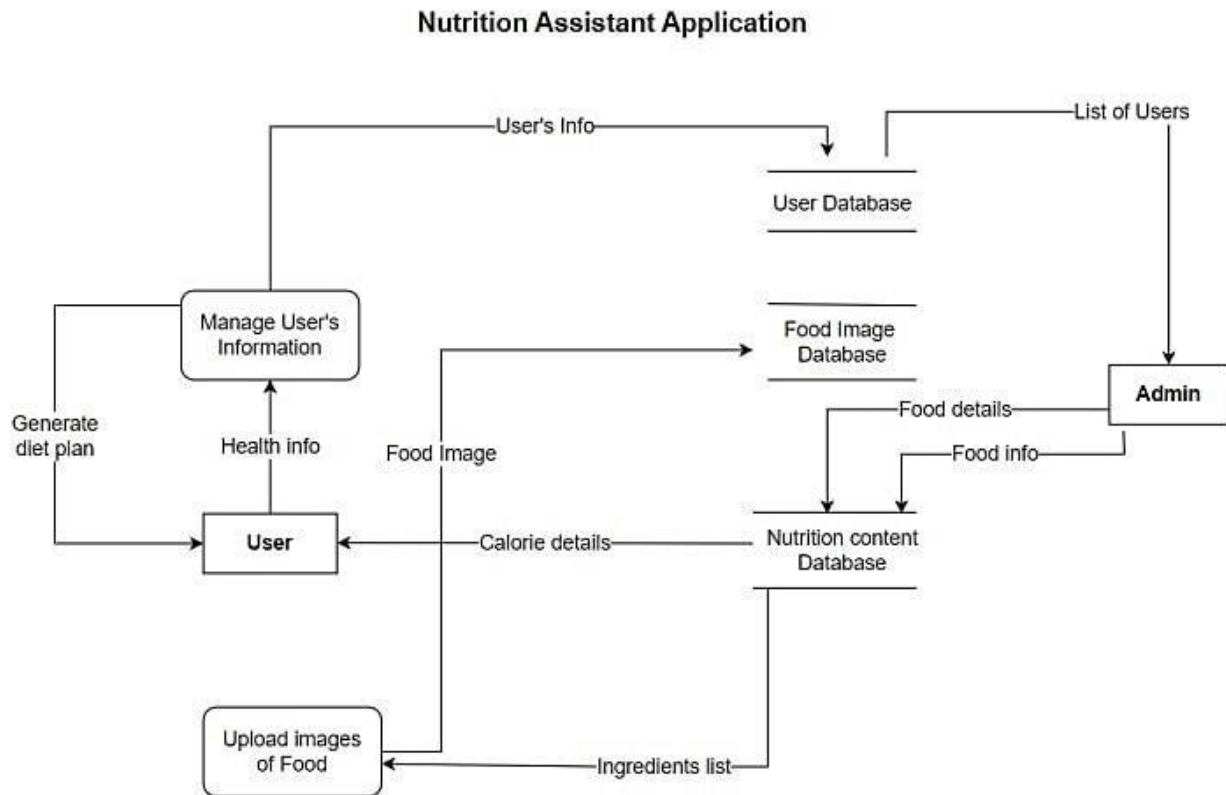 Nutrition Assistant Application
User's Info
List of Users
User Database
Manage User's
Information
Food Image
Database
Admin
Generate
diet plan
Health info
Food Image
Food details
Food info
User
Calorie details
Nutrition content
Database
Upload images
of Food
Ingredients list